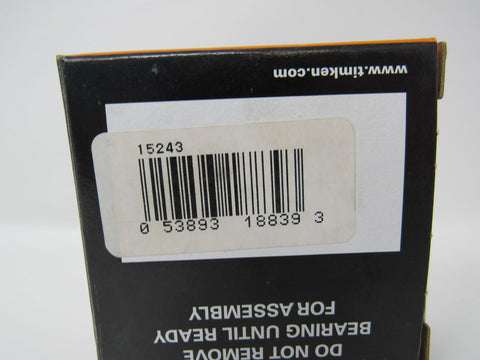 www.timken.com
15243
0 53893 18839 3
DO NOT REMOVE
BEARING UNTIL READY
FOR ASSEMBLY